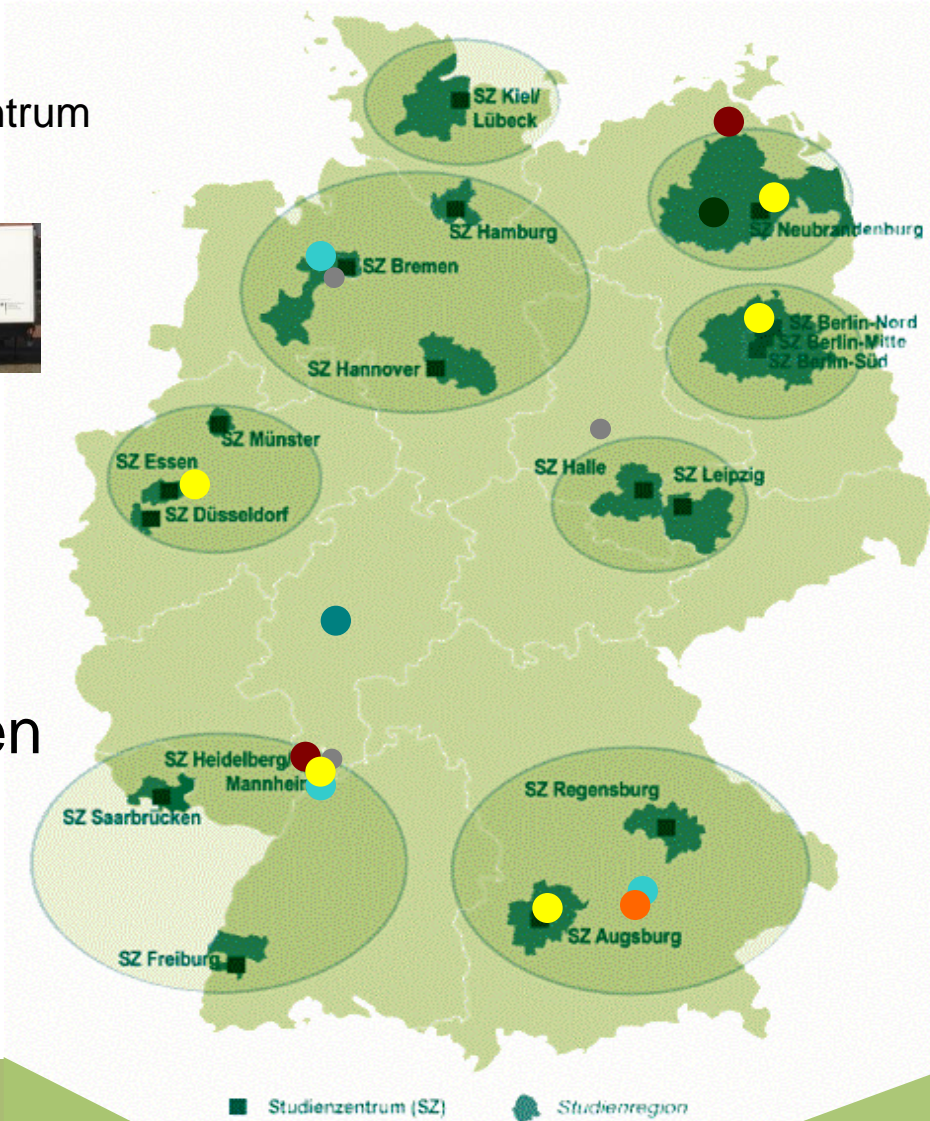 ntrum
SZ Kiel/
Lübeck
SZ Hamburg
SZ Neubrandenburg
SZ Bremen
SZ Berlin-Nord
SZ Berlin-Mitte
SZ Berlin-Süd
SZ Hannover
SZ Münster
SZ Essen
SZ Halle
SZ Leipzig
SZ Düsseldorf
en
SZ Heidelberg/
Mannheim
SZ Saarbrücken
SZ Regensburg
SZ Augsburg
SZ Freiburg
Studienzentrum (SZ)
Studienregion